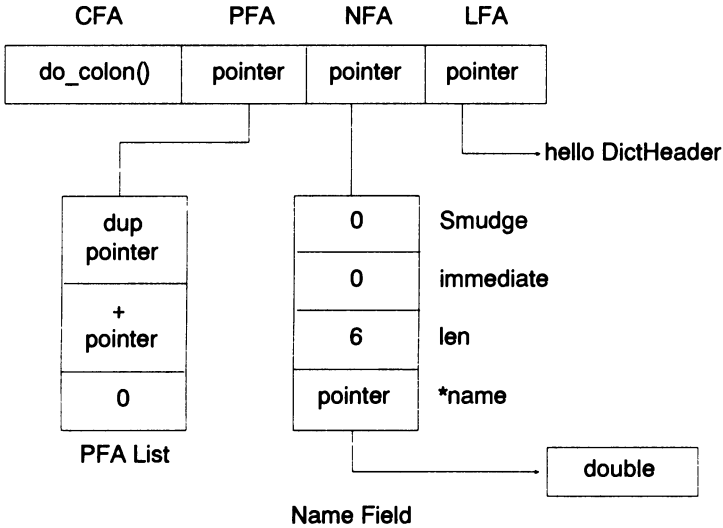 CFA PFA NFA LFA
do_colon() pointer pointer pointer
hello DictHeader
dup
pointer
+
pointer
0
PFA List
0 Smudge
0 immediate
6 len
pointer *name
double
Name Field